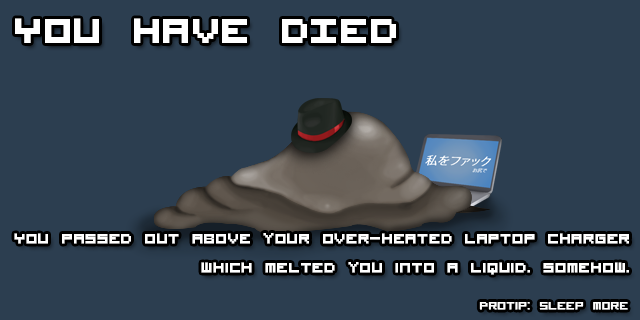 YOU HAVE DIED
私をファック
YOU PASSED OUT ABOVE YOUR OVER-HEATED LAPTOP CHARGER
WHICH MELTED YOU INTO A LIQUID. SOMEHOW.
PROTIP: SLEEP MORE